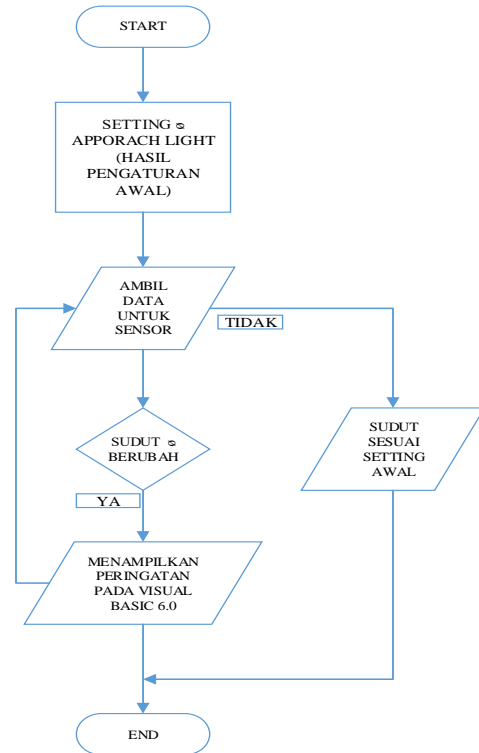 START
SETTING ⦰
APPORACH LIGHT
(HASIL
PENGATURAN
AWAL)
AMBIL
DATA
UNTUK
SENSOR
TIDAK
SUDUT ⦰
BERUBAH
SUDUT
SESUAI
SETTING
AWAL
YA
MENAMPILKAN
PERINGATAN
PADA VISUAL
BASIC 6.0
END